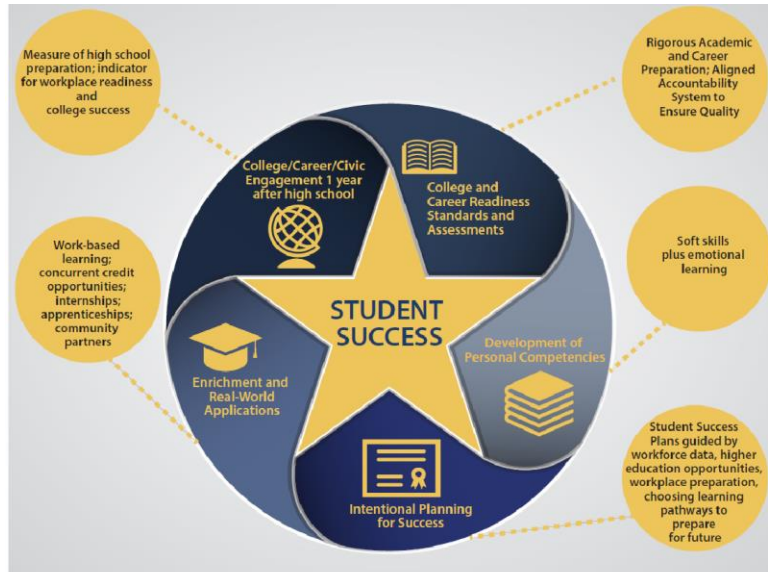 Measure of high school
preparation; indicator
for workplace readiness
and
college success
Rigorous Academic
and Career
Preparation; Aligned
Accountability
System to
Ensure Quality
College/Career/Civic
Engagement 1 year
after high school
College and
Career Readiness
Standards and
Assessments
Work-based
learning;
concurrent credit
opportunities;
internships;
apprenticeships;
community
partners
Soft skills
plus emotional
learning
STUDENT
SUCCESS
Development of
Personal Competencies
Enrichment and
Real-World
Applications
Intentional Planning
for Success
Student Success
Plans guided by
workforce data, higher
education opportunities,
workplace preparation,
choosing learning
pathways to
prepare
for future